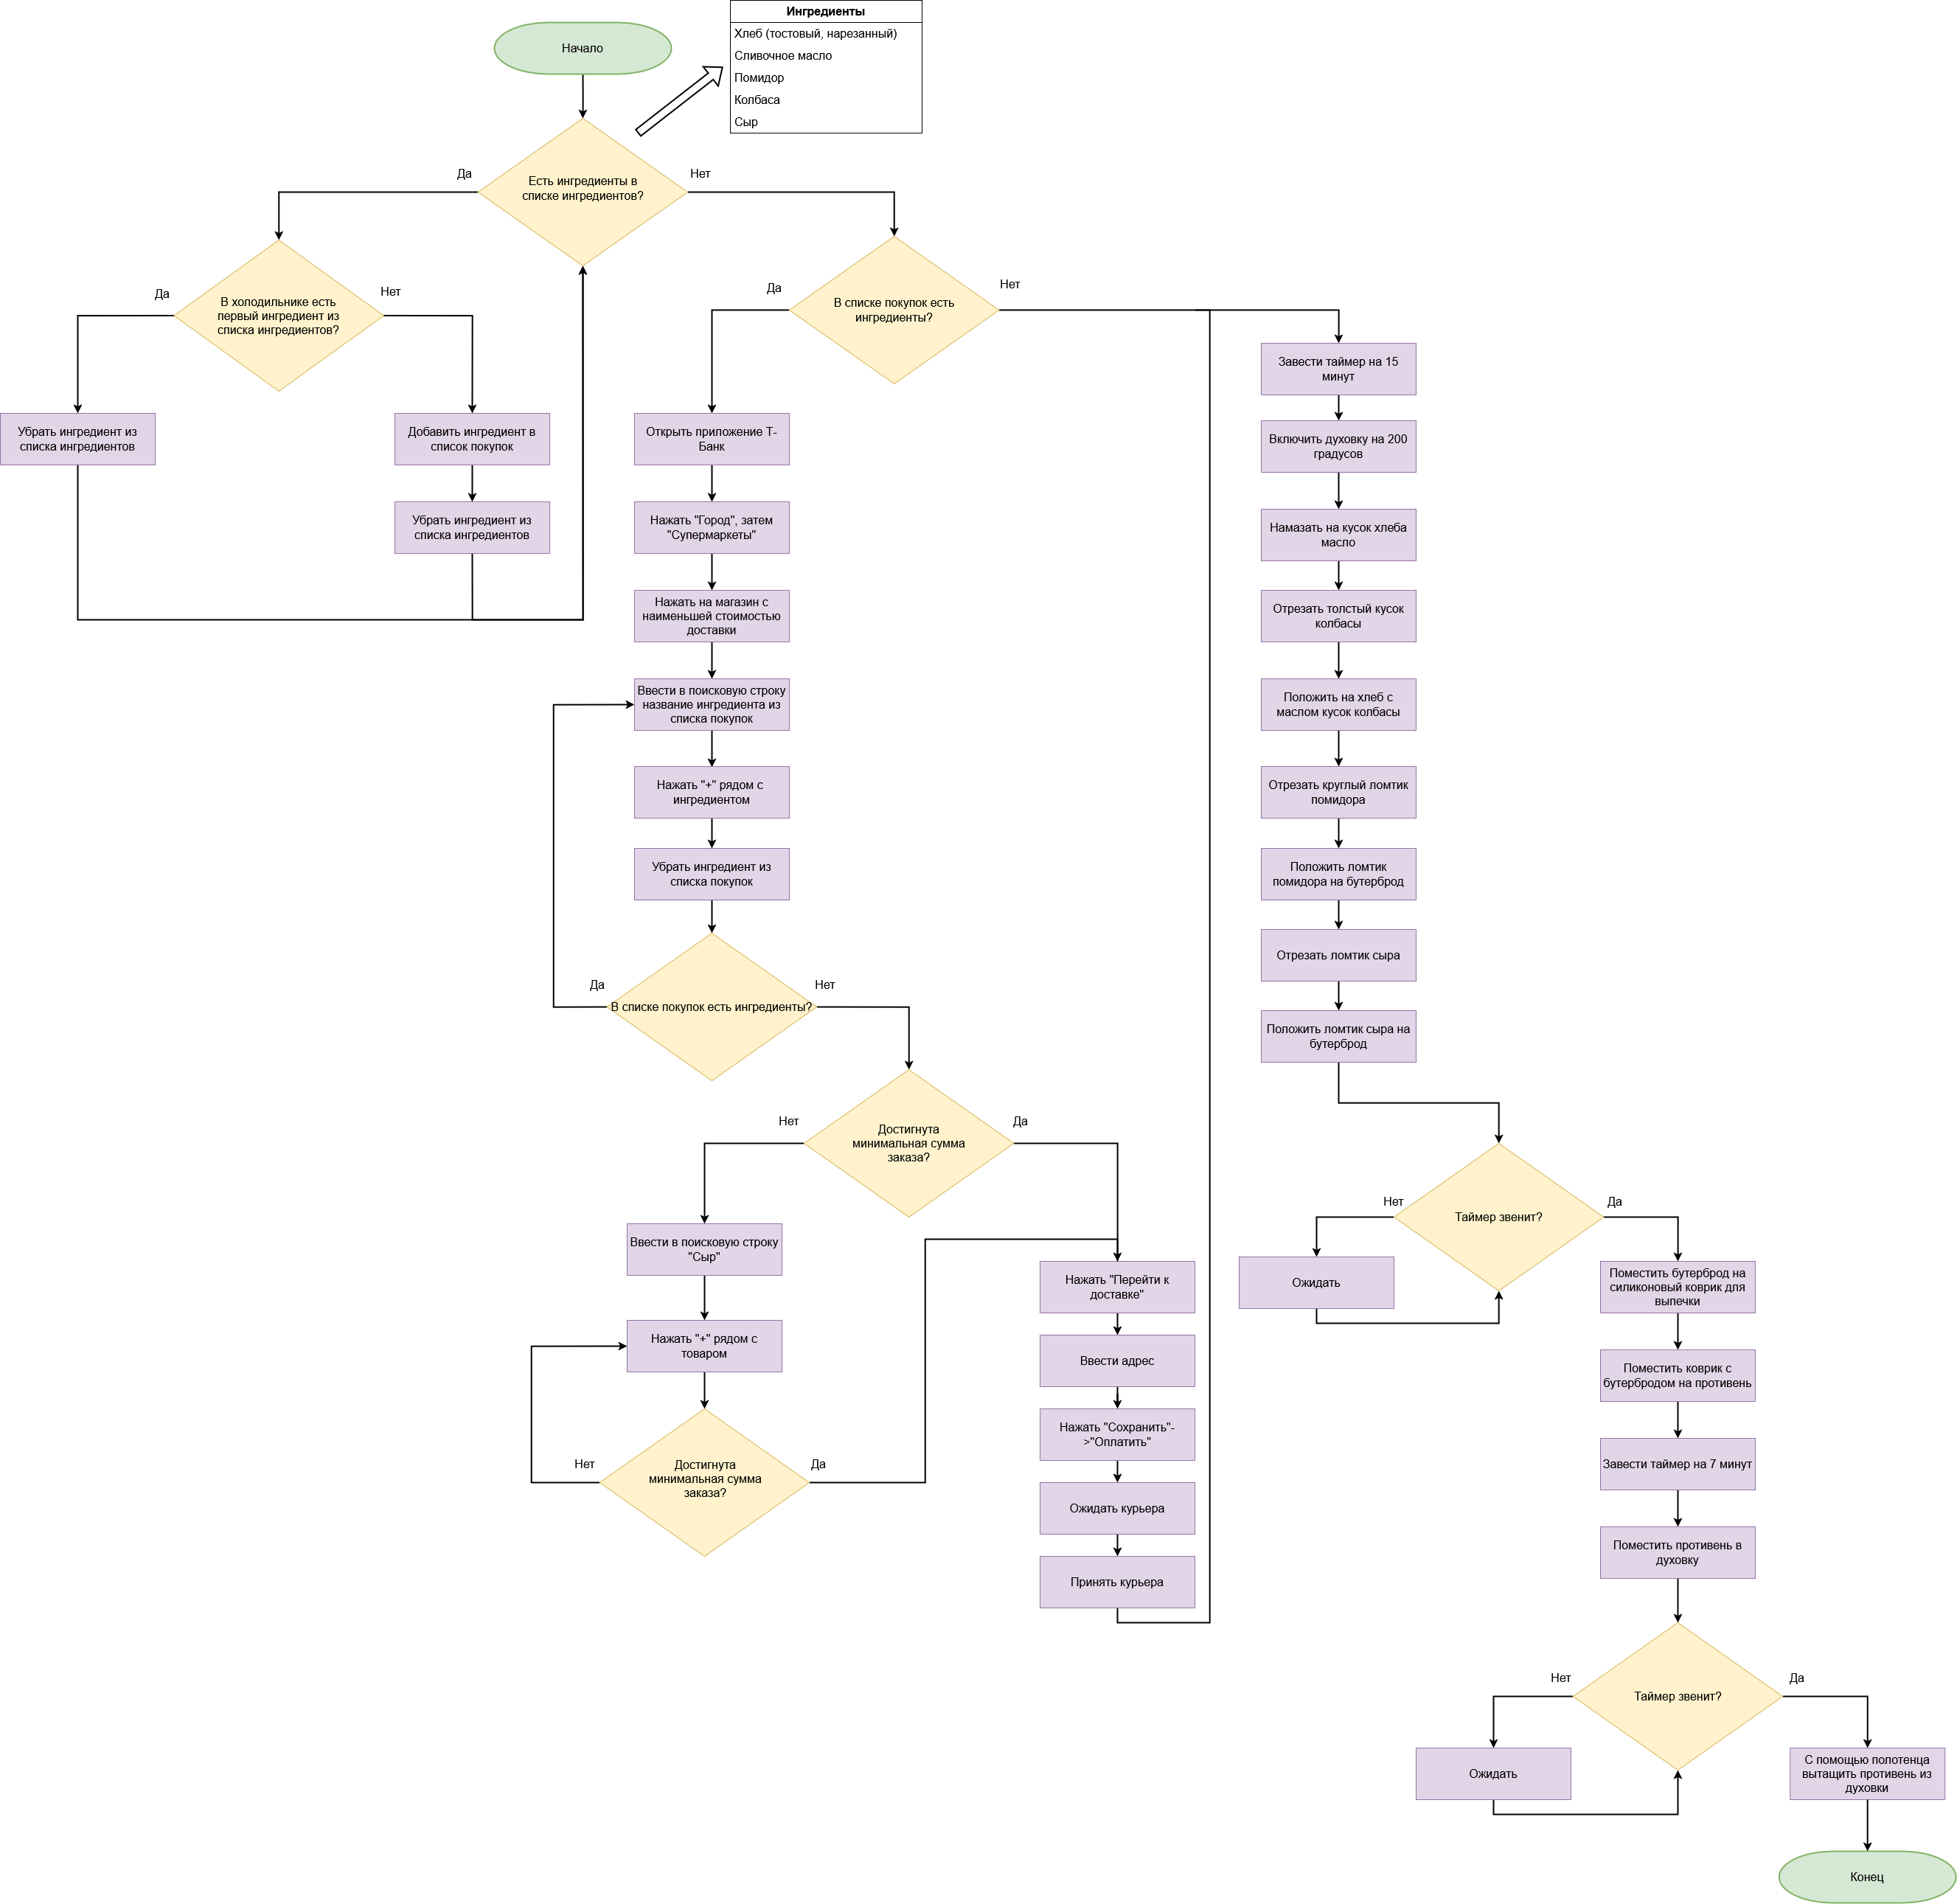 Начало
Ингредиенты
Хлеб (тостовый, нарезанный)
Сливочное масло
Помидор
Колбаса
Сыр
Есть ингредиенты в
списке ингредиентов?
Да
Нет
В холодильнике есть
первый ингредиент из
списка ингредиентов?
Да
Нет
Убрать ингредиент из
списка ингредиентов
Добавить ингредиент в
список покупок
Убрать ингредиент из
списка ингредиентов
В списке покупок есть
ингредиенты?
Да
Нет
Открыть приложение Т-
Банк
Нажать "Город", затем
"Супермаркеты"
Нажать на магазин с
наименьшей стоимостью
доставки
Ввести в поисковую строку
название ингредиента из
списка покупок
Нажать "+" рядом с
ингредиентом
Убрать ингредиент из
списка покупок
Да
Нет
В списке покупок есть ингредиенты?
Нет
Да
Достигнута
минимальная сумма
заказа?
Ввести в поисковую строку
"Сыр"
Нажать "+" рядом с
товаром
Нет
Да
Достигнута
минимальная сумма
заказа?
Нажать "Перейти к
доставке"
Ввести адрес
Нажать "Сохранить"-
>"Оплатить"
Ожидать курьера
Принять курьера
Завести таймер на 15
минут
Включить духовку на 200
градусов
Намазать на кусок хлеба
масло
Отрезать толстый кусок
колбасы
Положить на хлеб с
маслом кусок колбасы
Отрезать круглый ломтик
помидора
Положить ломтик
помидора на бутерброд
Отрезать ломтик сыра
Положить ломтик сыра на
бутерброд
Нет
Да
Таймер звенит?
Ожидать
Поместить бутерброд на
силиконовый коврик для
выпечки
Поместить коврик с
бутербродом на противень
Завести таймер на 7 минут
Поместить противень в
духовку
Нет
Да
Таймер звенит?
Ожидать
С помощью полотенца
вытащить противень из
духовки
Конец